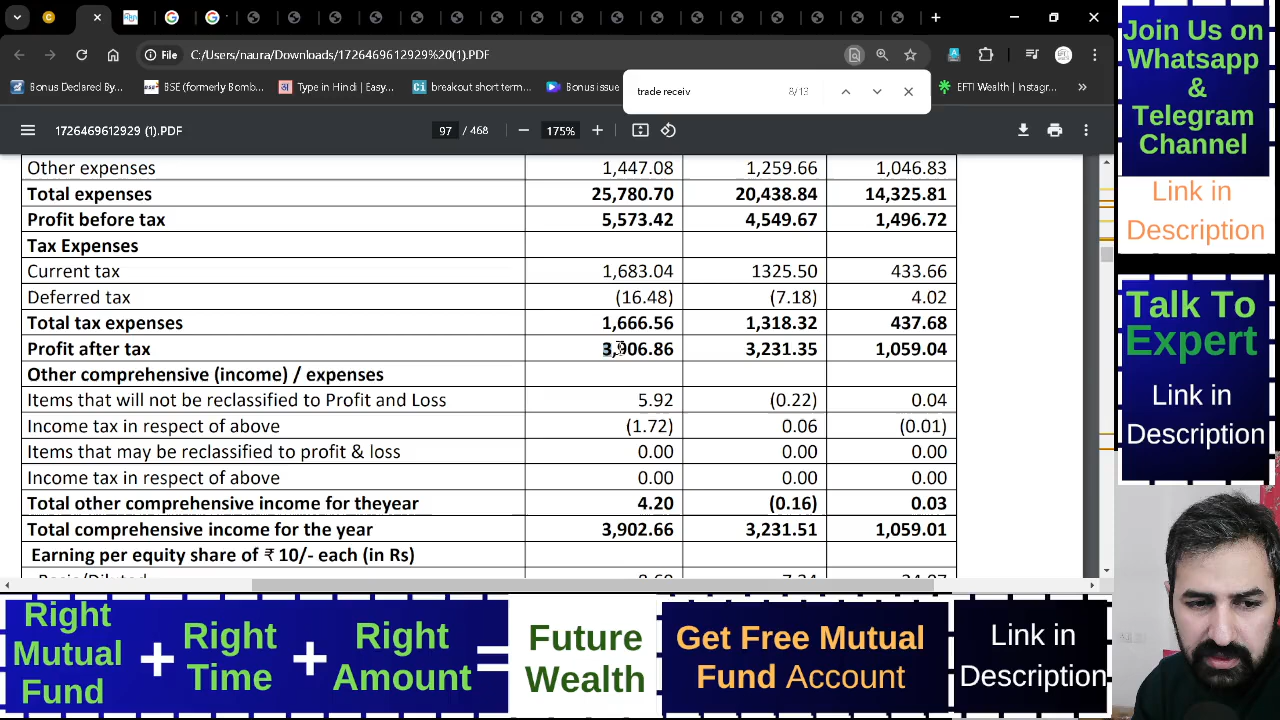 File
C:/Users/naura/Downloads/1726469612929%20(1).PDF
Bonus Declared By...
BSE (formerly Bomb...
Type in Hindi | Easy...
breakout short term...
Bonus issue
EFTI Wealth | Instagr...
trade receiv
8/13
1726469612929 (1).PDF
97 / 468
175%
Other expenses 1,447.08 1,259.66 1,046.83
Total expenses 25,780.70 20,438.84 14,325.81
Profit before tax 5,573.42 4,549.67 1,496.72
Tax Expenses
Current tax 1,683.04 1325.50 433.66
Deferred tax (16.48) (7.18) 4.02
Total tax expenses 1,666.56 1,318.32 437.68
Profit after tax 3,906.86 3,231.35 1,059.04
Other comprehensive (income) / expenses
Items that will not be reclassified to Profit and Loss 5.92 (0.22) 0.04
Income tax in respect of above (1.72) 0.06 (0.01)
Items that may be reclassified to profit & loss 0.00 0.00 0.00
Income tax in respect of above 0.00 0.00 0.00
Total other comprehensive income for theyear 4.20 (0.16) 0.03
Total comprehensive income for the year 3,902.66 3,231.51 1,059.01
Earning per equity share of ₹ 10/- each (in Rs)
Join Us on
Whatsapp
&
Telegram
Channel
Link in
Description
Talk To
Expert
Link in
Description
Right
Mutual
Fund
+
Right
Time
+
Right
Amount
=
Future
Wealth
Get Free Mutual
Fund Account
Link in
Description